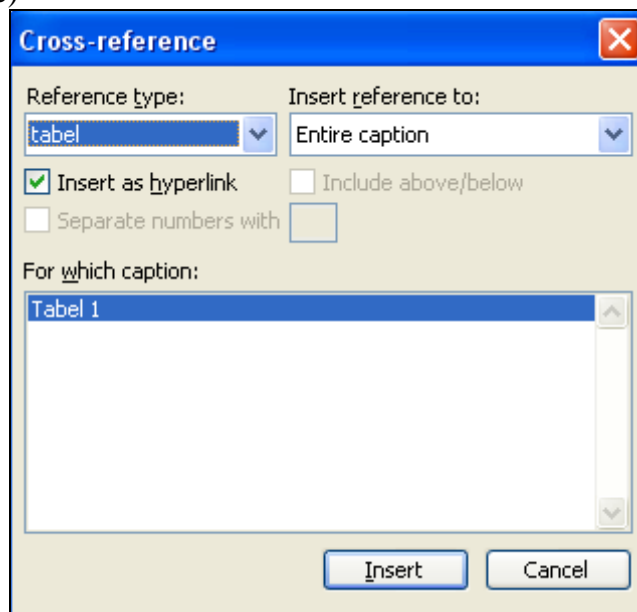 Cross-reference
Reference type: Insert reference to:
tabel Entire caption
Insert as hyperlink Include above/below
Separate numbers with
For which caption:
Tabel 1
Insert Cancel